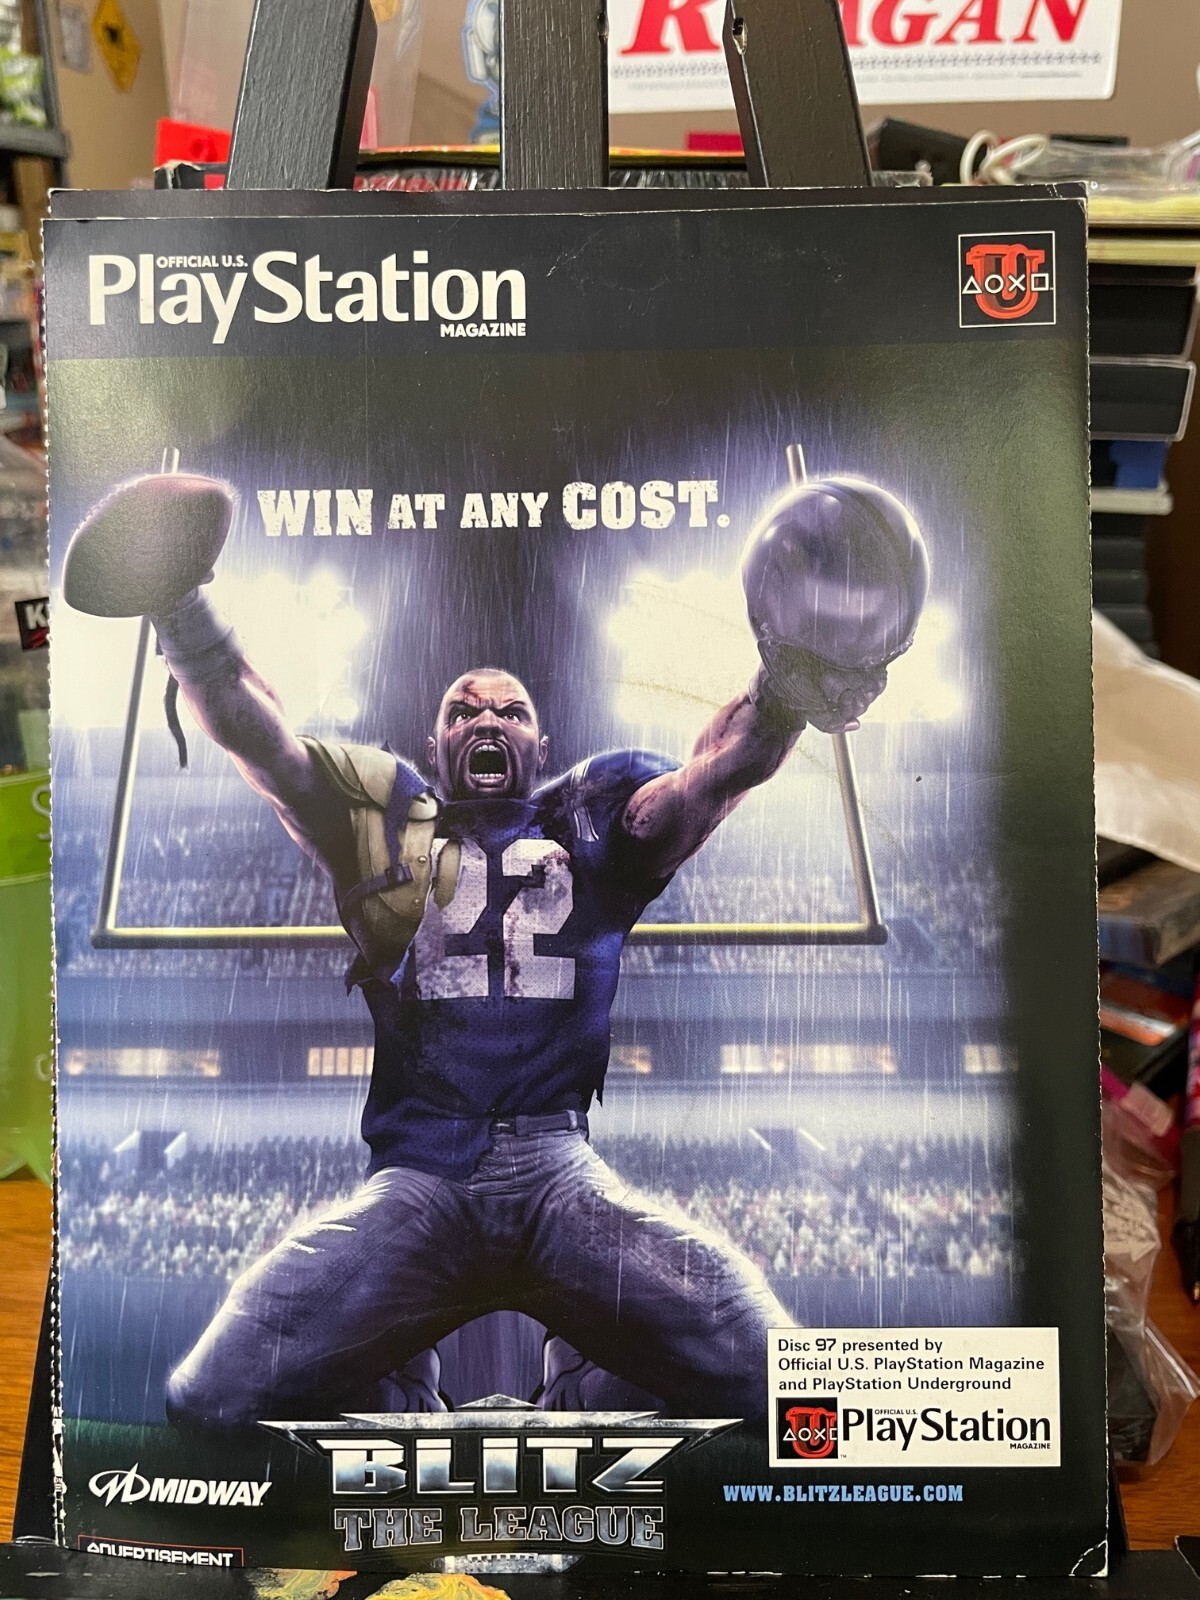 REAGAN
OFFICIAL U.S.
PlayStation
MAGAZINE
U
WIN AT ANY COST.
22
Disc 97 presented by
Official U.S. PlayStation Magazine
and PlayStation Underground
U
OFFICIAL U.S.
PlayStation
MAGAZINE
BLITZ
THE LEAGUE
MIDWAY
WWW.BLITZLEAGUE.COM
ADVERTISEMENT